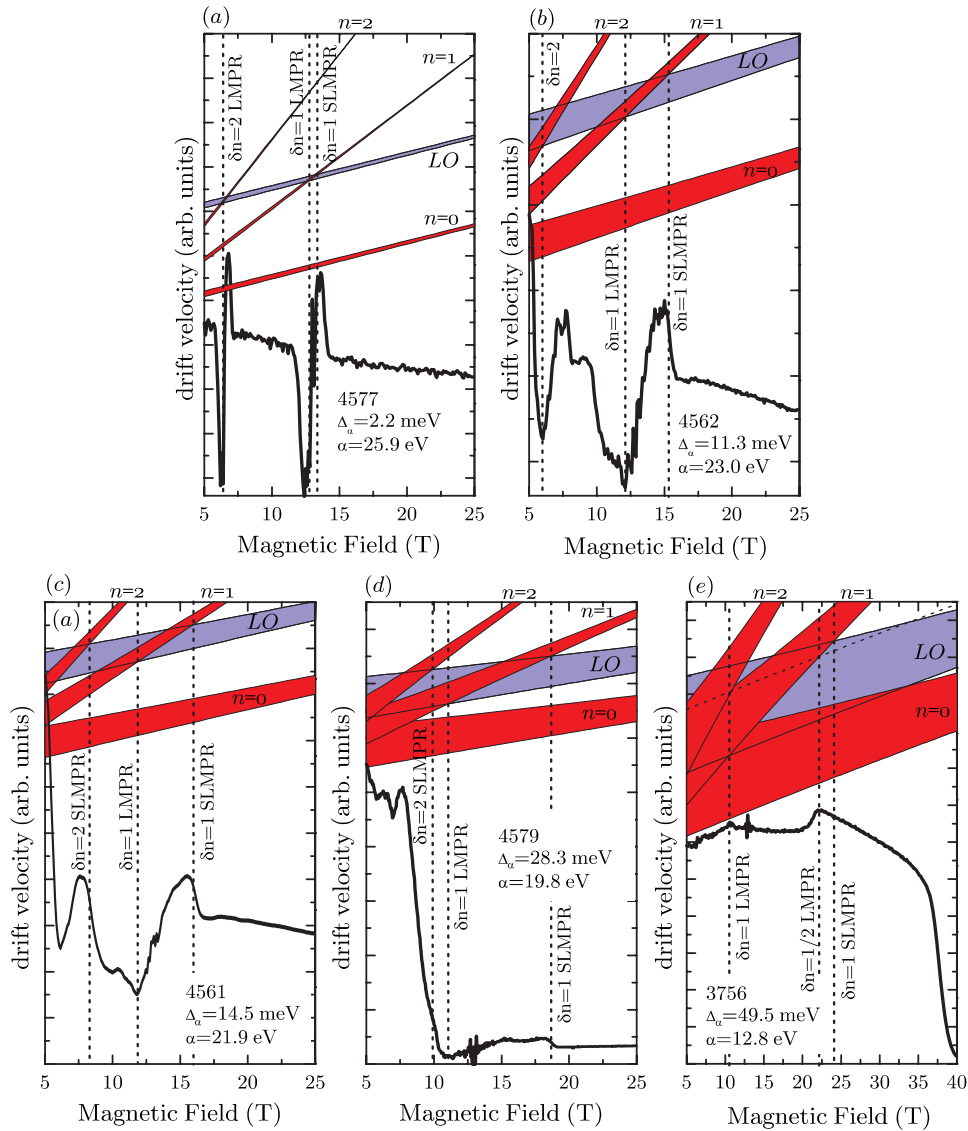 (a)
n=2
drift velocity (arb. units)
δn=2 LMPR
δn=1 LMPR
δn=1 SLMPR
n=1
LO
n=0
4577
Δα=2.2 meV
α=25.9 eV
5 10 15 20 25
Magnetic Field (T)
(b)
n=2 n=1
drift velocity (arb. units)
δn=2
LO
n=0
δn=1 LMPR
δn=1 SLMPR
4562
Δα=11.3 meV
α=23.0 eV
5 10 15 20 25
Magnetic Field (T)
(c)
n=2 n=1
(a)
drift velocity (arb. units)
LO
n=0
δn=2 SLMPR
δn=1 LMPR
δn=1 SLMPR
4561
Δα=14.5 meV
α=21.9 eV
5 10 15 20 25
Magnetic Field (T)
(d)
n=2
n=1
drift velocity (arb. units)
LO
n=0
δn=2 SLMPR
δn=1 LMPR
δn=1 SLMPR
4579
Δα=28.3 meV
α=19.8 eV
5 10 15 20 25
Magnetic Field (T)
(e)
n=2 n=1
drift velocity (arb. units)
LO
n=0
δn=1 LMPR
δn=1/2 LMPR
δn=1 SLMPR
3756
Δα=49.5 meV
α=12.8 eV
5 10 15 20 25 30 35 40
Magnetic Field (T)